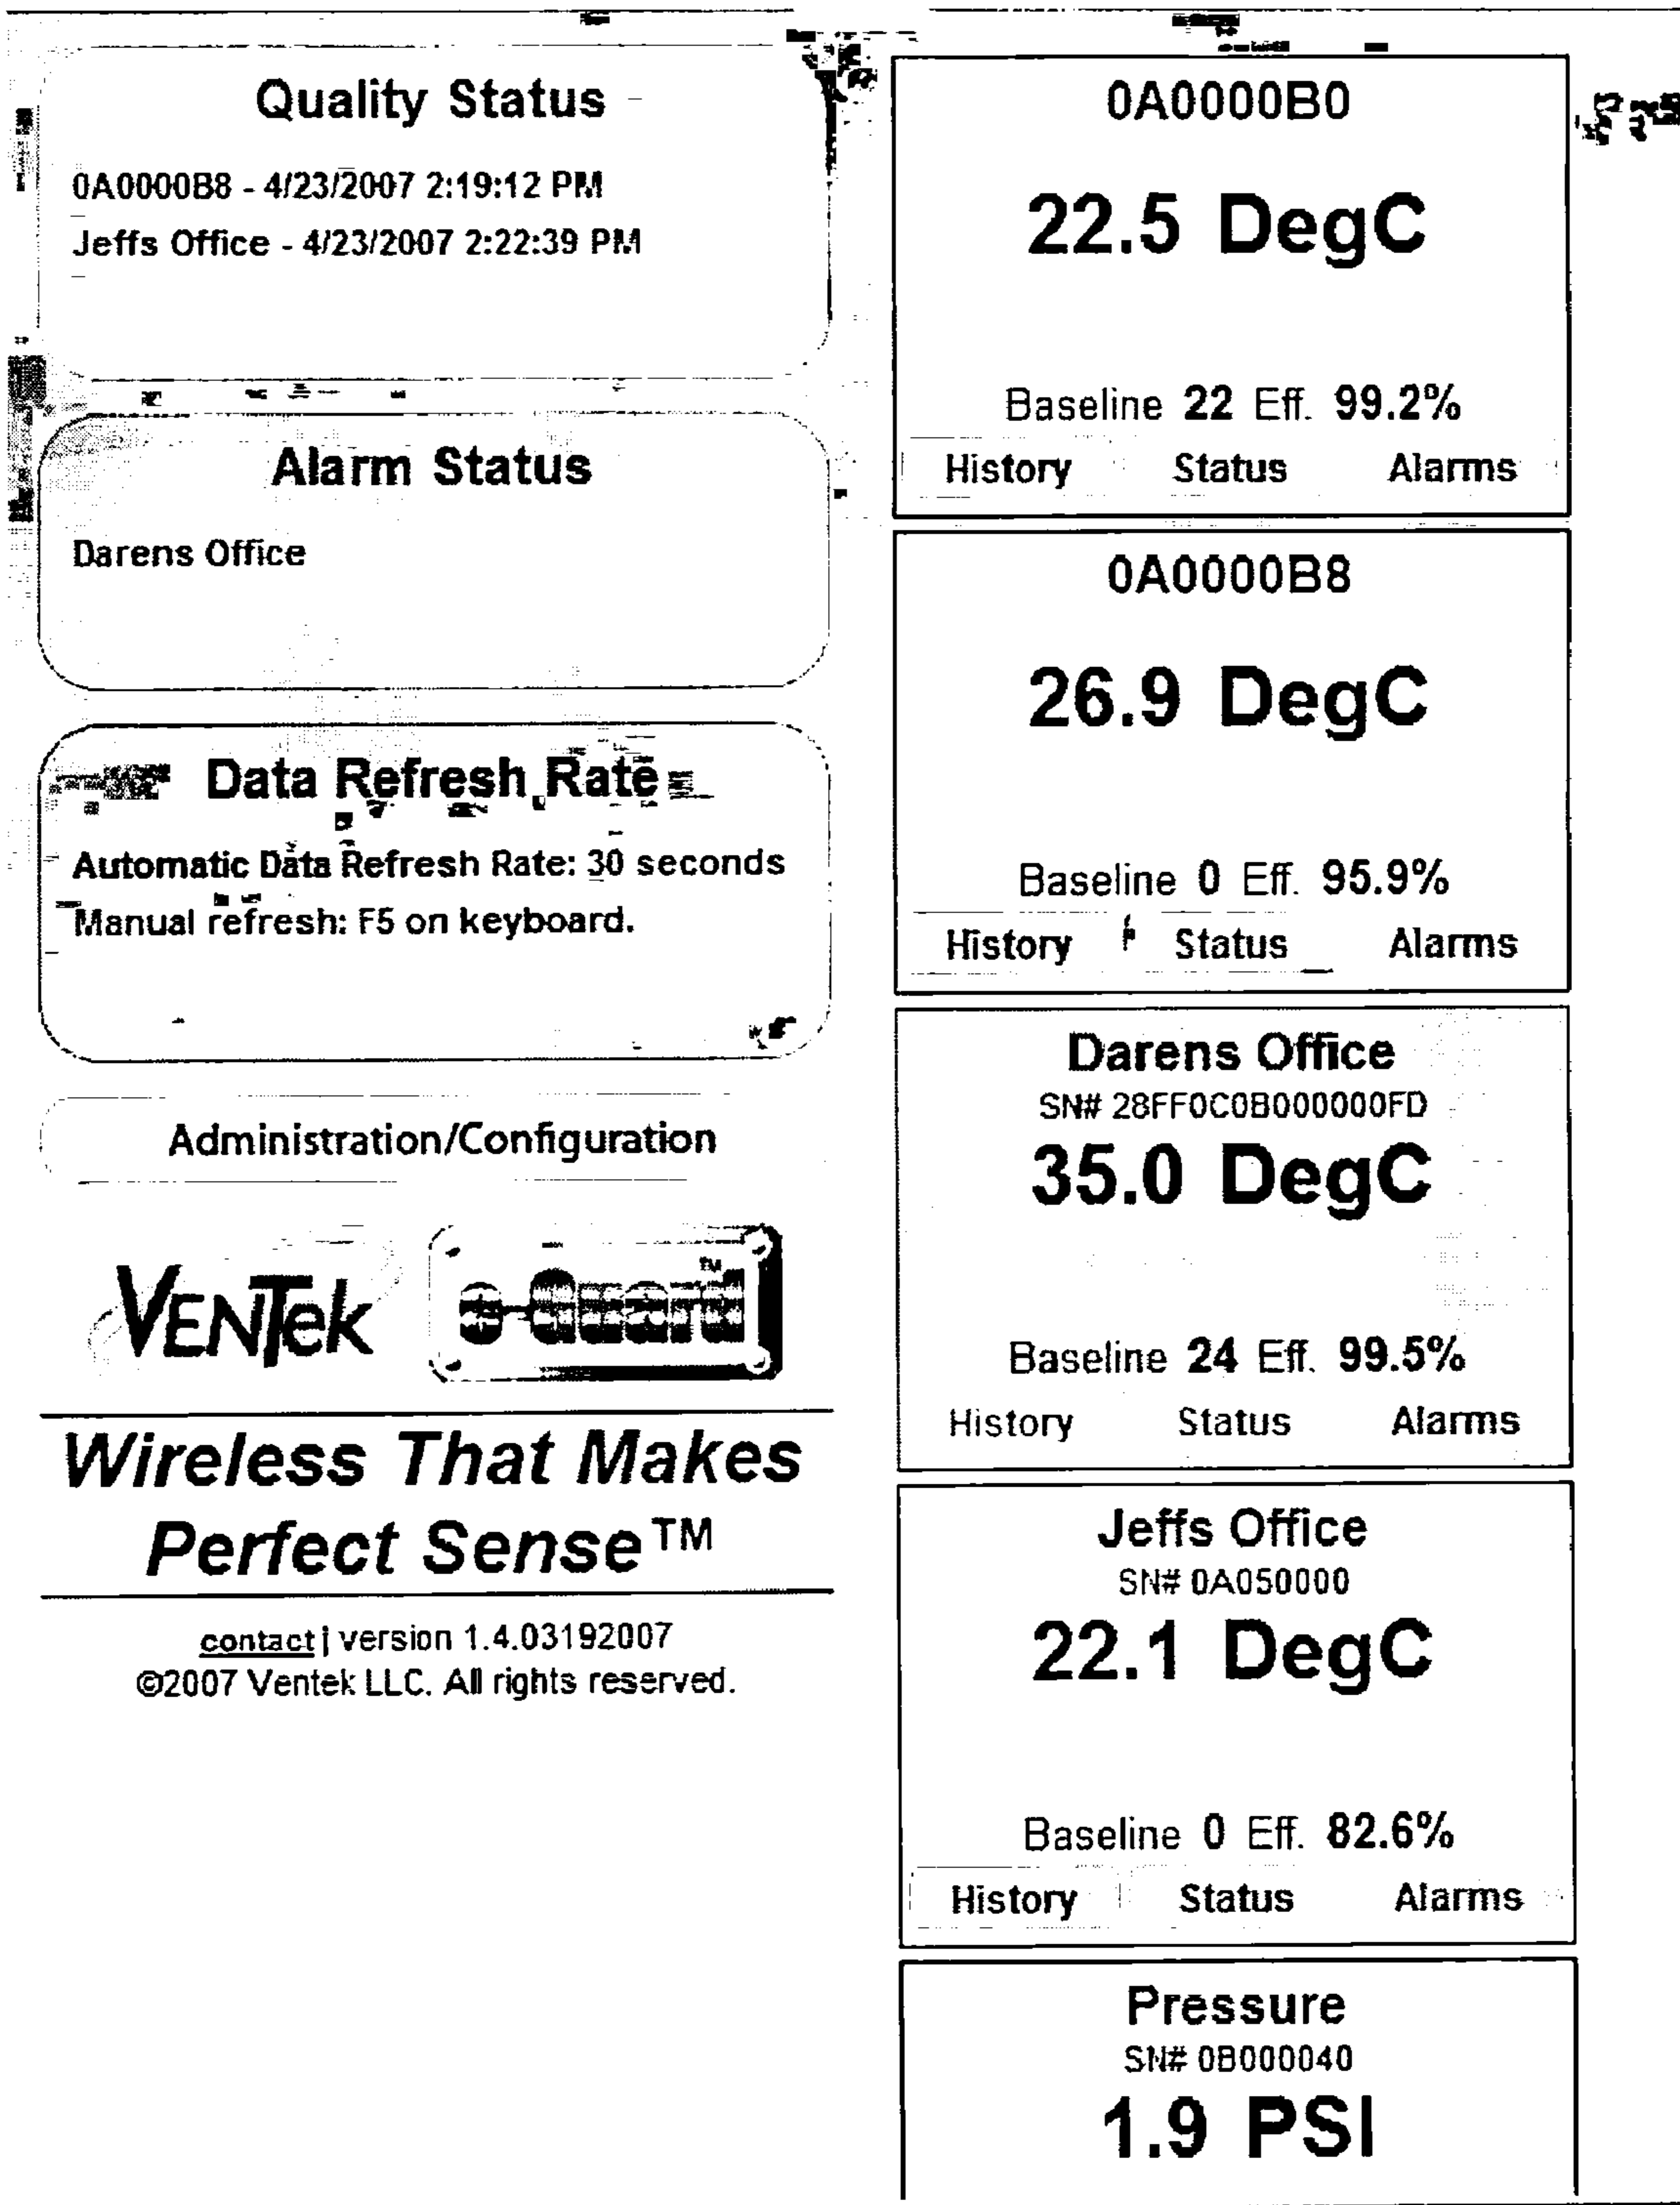 Quality Status
0A0000B8 - 4/23/2007 2:19:12 PM
Jeffs Office - 4/23/2007 2:22:39 PM
Alarm Status
Darens Office
Data Refresh Rate
Automatic Data Refresh Rate: 30 seconds
Manual refresh: F5 on keyboard.
Administration/Configuration
VENTek
e-Guard™
Wireless That Makes
Perfect Sense™
contact | version 1.4.03192007
©2007 Ventek LLC. All rights reserved.
0A0000B0
22.5 DegC
Baseline 22 Eff. 99.2%
History Status Alarms
0A0000B8
26.9 DegC
Baseline 0 Eff. 95.9%
History Status Alarms
Darens Office
SN# 28FF0C0B000000FD
35.0 DegC
Baseline 24 Eff. 99.5%
History Status Alarms
Jeffs Office
SN# 0A050000
22.1 DegC
Baseline 0 Eff. 82.6%
History Status Alarms
Pressure
SN# 0B000040
1.9 PSI